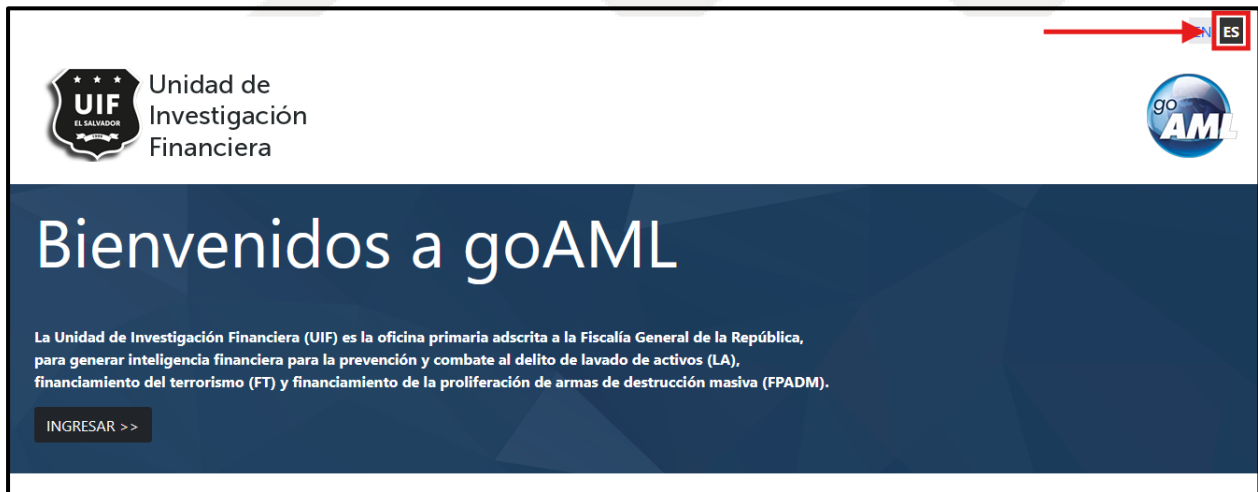 EN ES
UIF
EL SALVADOR
Unidad de
Investigación
Financiera
go
AML
Bienvenidos a goAML
La Unidad de Investigación Financiera (UIF) es la oficina primaria adscrita a la Fiscalía General de la República,
para generar inteligencia financiera para la prevención y combate al delito de lavado de activos (LA),
financiamiento del terrorismo (FT) y financiamiento de la proliferación de armas de destrucción masiva (FPADM).
INGRESAR >>